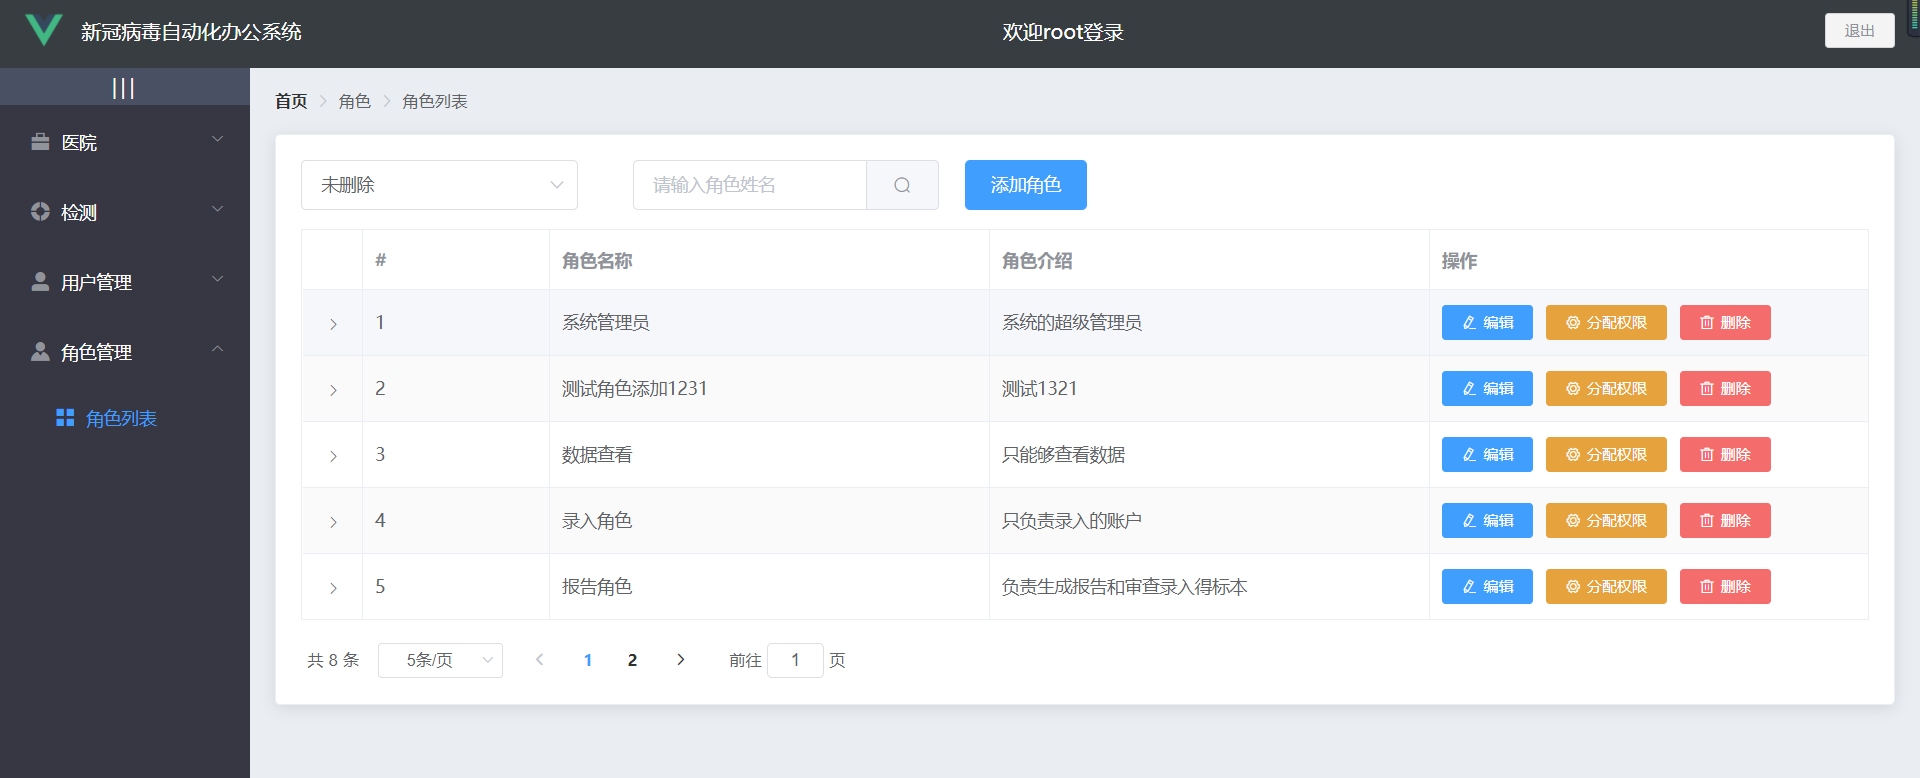 新冠病毒自动化办公系统
欢迎root登录
退出
|||
医院
检测
用户管理
角色管理
角色列表
首页 角色 角色列表
未删除 请输入角色姓名 添加角色
# 角色名称 角色介绍 操作
1 系统管理员 系统的超级管理员 编辑 分配权限 删除
2 测试角色添加1231 测试1321 编辑 分配权限 删除
3 数据查看 只能够查看数据 编辑 分配权限 删除
4 录入角色 只负责录入的账户 编辑 分配权限 删除
5 报告角色 负责生成报告和审查录入得标本 编辑 分配权限 删除
共 8 条 5条/页 1 2 前往 1 页